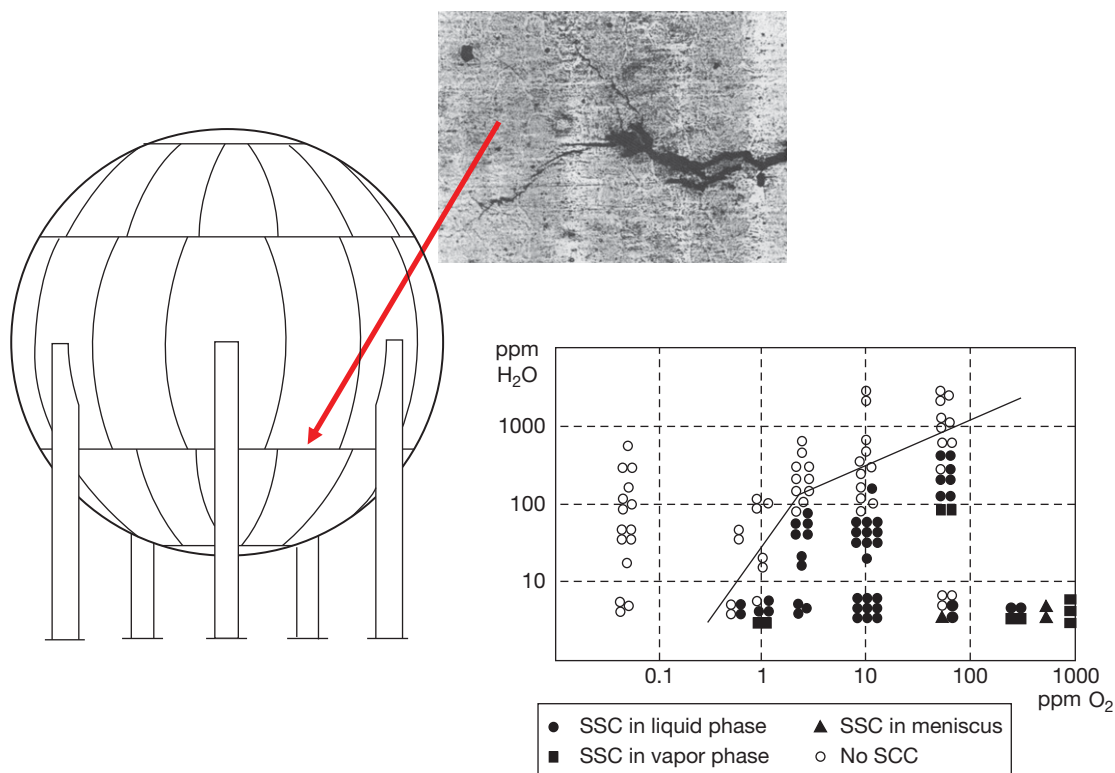 ppm
H₂O
1000
100
10
0.1 1 10 100 1000
ppm O₂
● SSC in liquid phase ▲ SSC in meniscus
■ SSC in vapor phase ○ No SCC